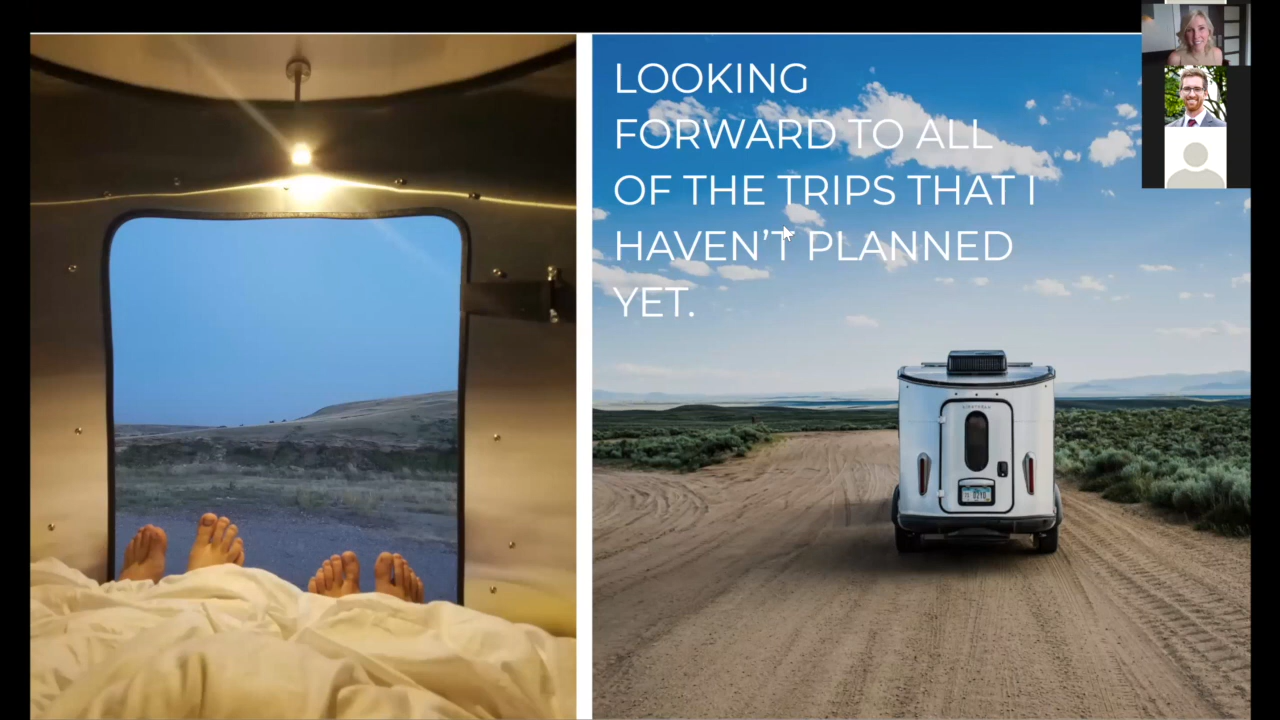 LOOKING
FORWARD TO ALL
OF THE TRIPS THAT I
HAVEN'T PLANNED
YET.